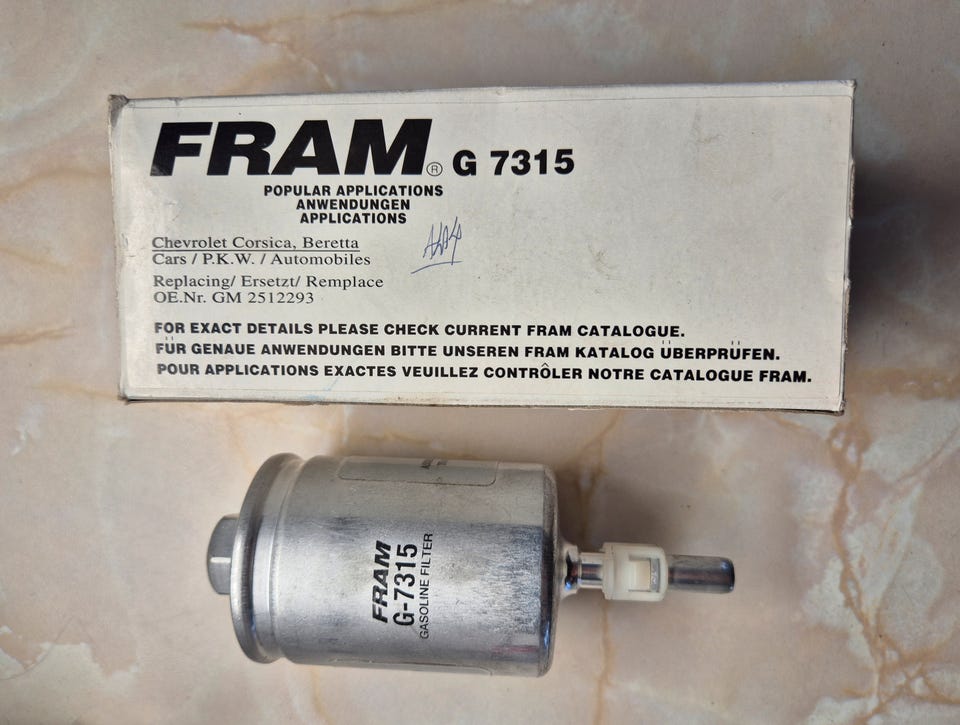 FRAM® G 7315
POPULAR APPLICATIONS
ANWENDUNGEN
APPLICATIONS
Chevrolet Corsica, Beretta
Cars / P.K.W. / Automobiles
Replacing/ Ersetzt/ Remplace
OE.Nr. GM 2512293
FOR EXACT DETAILS PLEASE CHECK CURRENT FRAM CATALOGUE.
FÜR GENAUE ANWENDUNGEN BITTE UNSEREN FRAM KATALOG ÜBERPRÜFEN.
POUR APPLICATIONS EXACTES VEUILLEZ CONTRÔLER NOTRE CATALOGUE FRAM.
FRAM
G-7315
GASOLINE FILTER